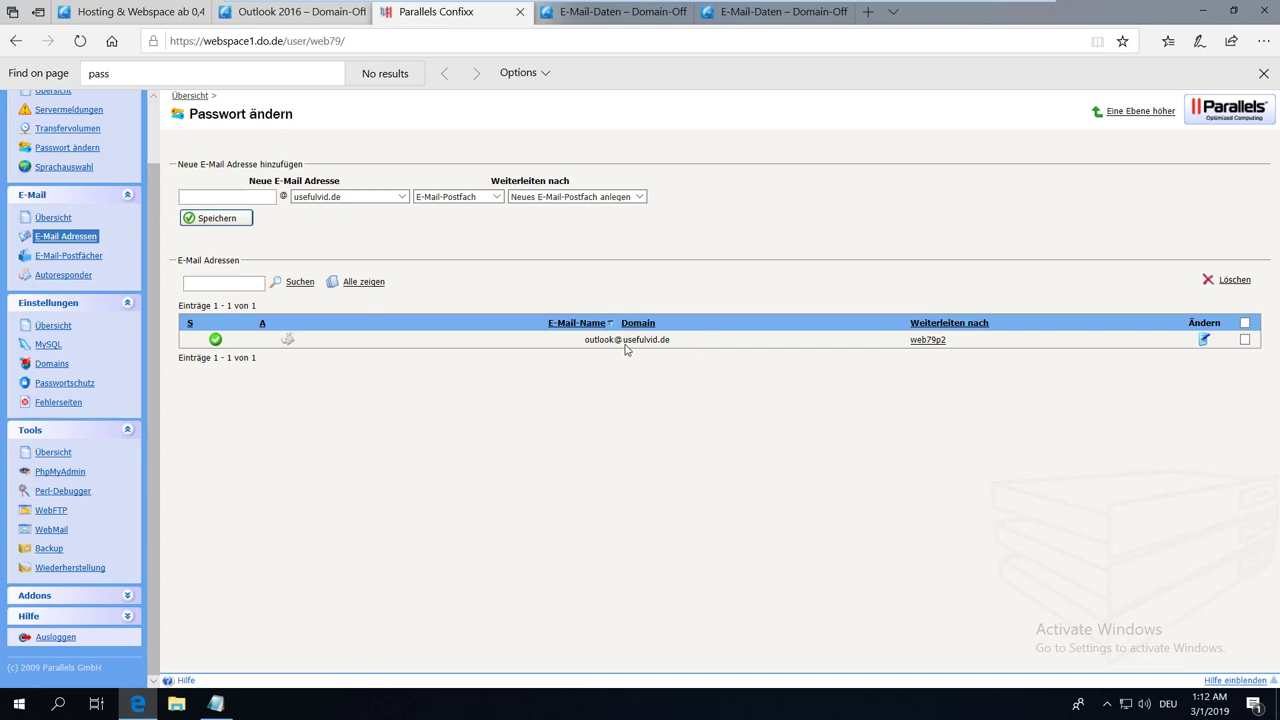 Hosting & Webspace ab 0,4
Outlook 2016 – Domain-Off
Parallels Confixx
E-Mail-Daten – Domain-Off
E-Mail-Daten – Domain-Off
https://webspace1.do.de/user/web79/
Find on page
pass
No results
Options
Übersicht
Servermeldungen
Transfervolumen
Passwort ändern
Sprachauswahl
E-Mail
Übersicht
E-Mail Adressen
E-Mail-Postfächer
Autoresponder
Einstellungen
Übersicht
MySQL
Domains
Passwortschutz
Fehlerseiten
Tools
Übersicht
PhpMyAdmin
Perl-Debugger
WebFTP
WebMail
Backup
Wiederherstellung
Addons
Hilfe
Ausloggen
(c) 2009 Parallels GmbH
Übersicht >
Passwort ändern
Eine Ebene höher
Parallels™
Optimized Computing
Neue E-Mail Adresse hinzufügen
Neue E-Mail Adresse
Weiterleiten nach
@ usefulvid.de E-Mail-Postfach Neues E-Mail-Postfach anlegen
Speichern
E-Mail Adressen
Suchen
Alle zeigen
Löschen
Einträge 1 - 1 von 1
S A E-Mail-Name Domain Weiterleiten nach Ändern
outlook@usefulvid.de web79p2
Einträge 1 - 1 von 1
Activate Windows
Go to Settings to activate Windows.
Hilfe
Hilfe einblenden
DEU
1:12 AM
3/1/2019
1